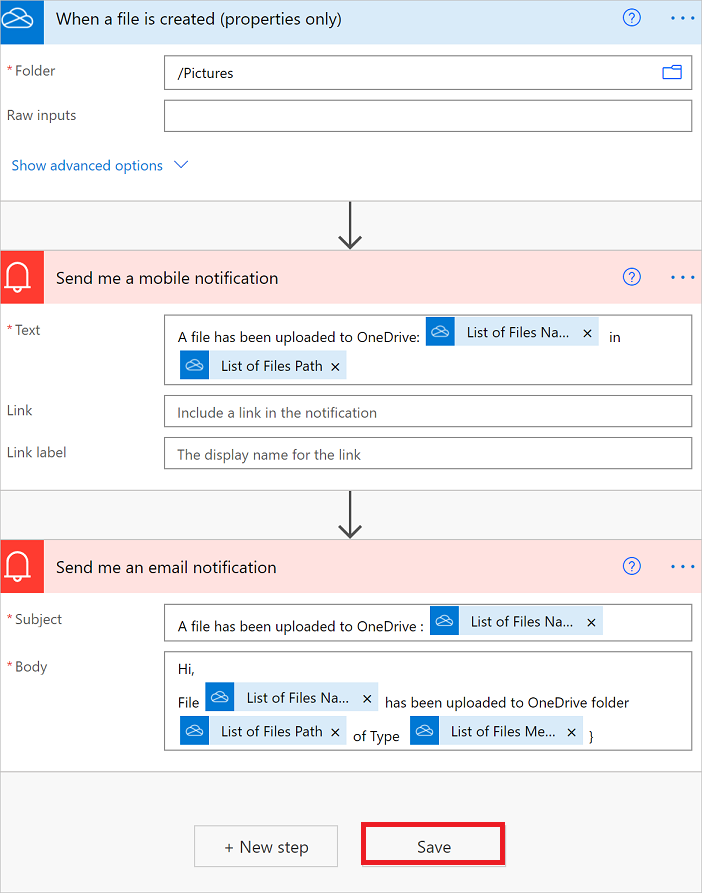 When a file is created (properties only) ? ...
* Folder /Pictures
Raw inputs
Show advanced options
Send me a mobile notification ? ...
* Text A file has been uploaded to OneDrive: List of Files Na... × in
List of Files Path ×
Link Include a link in the notification
Link label The display name for the link
Send me an email notification ? ...
* Subject A file has been uploaded to OneDrive : List of Files Na... ×
* Body Hi,
File List of Files Na... × has been uploaded to OneDrive folder
List of Files Path × of Type List of Files Me... × }
+ New step Save